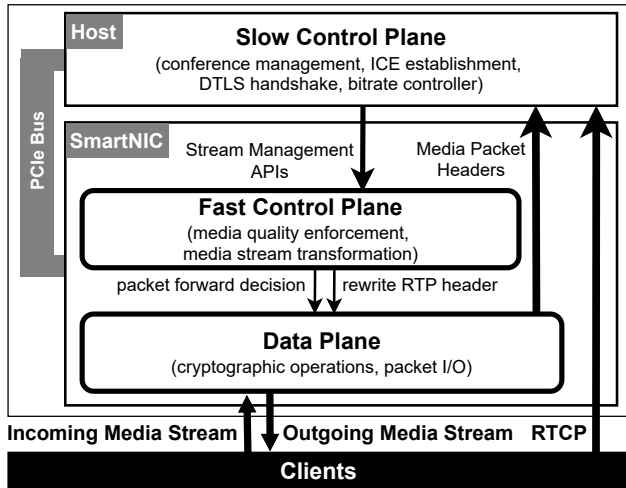 Host
Slow Control Plane
(conference management, ICE establishment,
DTLS handshake, bitrate controller)
PCIe Bus
SmartNIC
Stream Management
APIs
Media Packet
Headers
Fast Control Plane
(media quality enforcement,
media stream transformation)
packet forward decision
rewrite RTP header
Data Plane
(cryptographic operations, packet I/O)
Incoming Media Stream
Outgoing Media Stream
RTCP
Clients